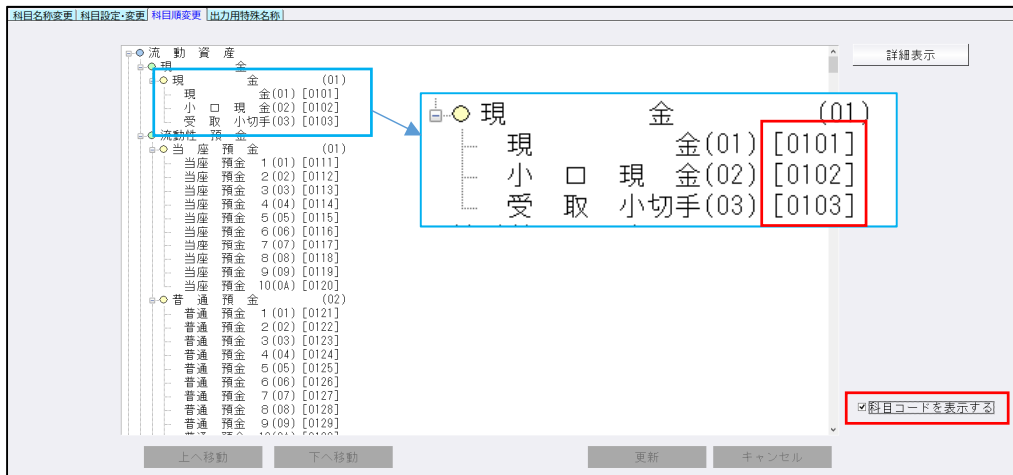 科目名称変更 科目設定・変更 科目順変更 出力用特殊名称
流 動 資 産
現 金
現 金 (01)
現 金(01) [0101]
小 口 現 金(02) [0102]
受 取 小切手(03) [0103]
流動性 預 金
当 座 預 金 (01)
当座 預金 1(01) [0111]
当座 預金 2(02) [0112]
当座 預金 3(03) [0113]
当座 預金 4(04) [0114]
当座 預金 5(05) [0115]
当座 預金 6(06) [0116]
当座 預金 7(07) [0117]
当座 預金 8(08) [0118]
当座 預金 9(09) [0119]
当座 預金 10(0A) [0120]
普 通 預 金 (02)
普通 預金 1(01) [0121]
普通 預金 2(02) [0122]
普通 預金 3(03) [0123]
普通 預金 4(04) [0124]
普通 預金 5(05) [0125]
普通 預金 6(06) [0126]
普通 預金 7(07) [0127]
普通 預金 8(08) [0128]
普通 預金 9(09) [0129]
現 金 (01)
現 金(01) [0101]
小 口 現 金(02) [0102]
受 取 小切手(03) [0103]
詳細表示
科目コードを表示する
上へ移動 下へ移動 更新 キャンセル